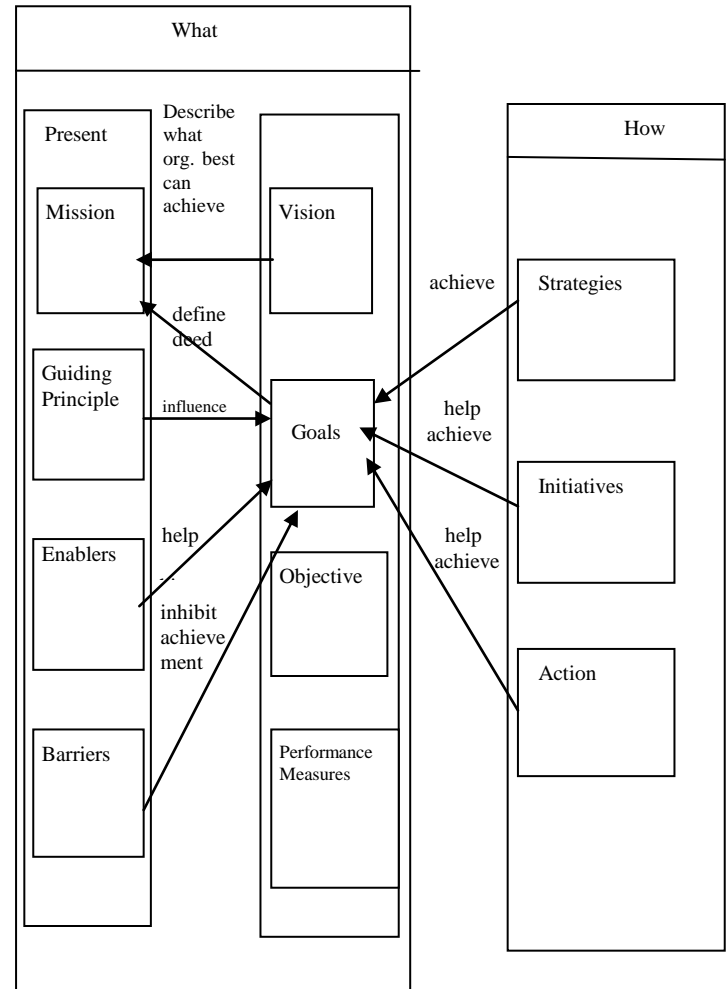 What
Present
Describe
what
org. best
can
achieve
Mission
Vision
define
deed
Guiding
Principle
influence
Goals
Enablers
help
inhibit
achieve
ment
Objective
Barriers
Performance
Measures
How
achieve
Strategies
help
achieve
Initiatives
help
achieve
Action